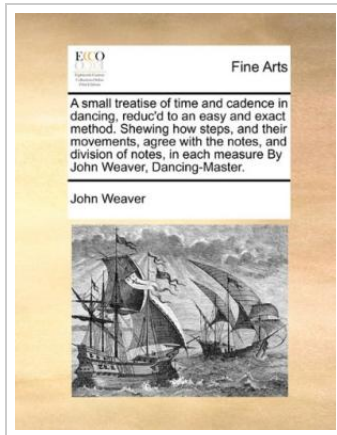 ECCO
Fine Arts
A small treatise of time and cadence in
dancing, reduc'd to an easy and exact
method. Shewing how steps, and their
movements, agree with the notes, and
division of notes, in each measure By
John Weaver, Dancing-Master.
John Weaver